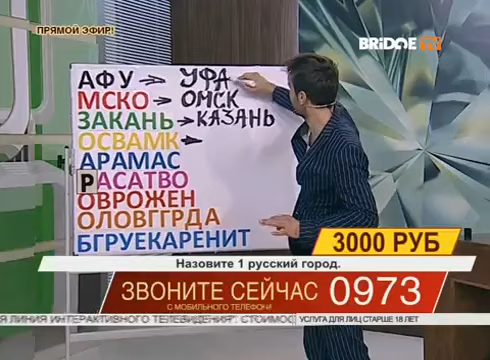 ПРЯМОЙ ЭФИР!
BRIDGE TV
АФУ → УФА
МСКО → ОМСК
ЗАКАНЬ → КАЗАНЬ
ОСВАМК →
АРАМАС
РАСАТВО
ОВРОЖЕН
ОЛОВГГРДА
БГРУЕКАРЕНИТ
3000 РУБ
Назовите 1 русский город.
ЗВОНИТЕ СЕЙЧАС 0973
С МОБИЛЬНОГО ТЕЛЕФОНА!
Я ЛИНИЯ ИНТЕРАКТИВНОГО ТЕЛЕВИДЕНИЯ: СТОИМОС
УСЛУГА ДЛЯ ЛИЦ СТАРШЕ 18 ЛЕТ